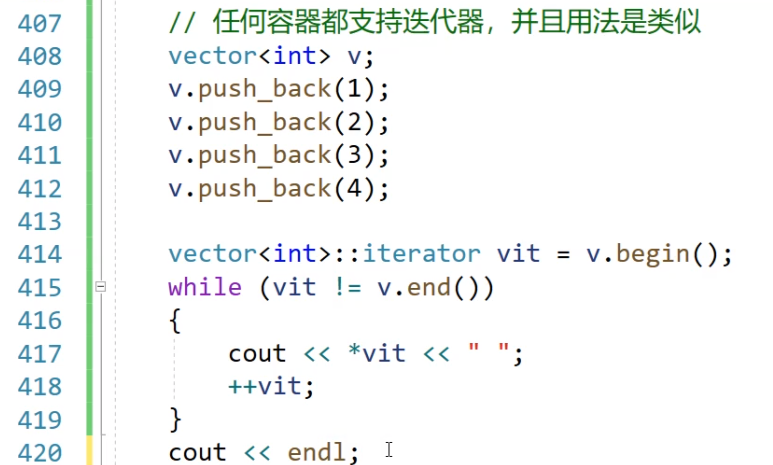 407 // 任何容器都支持迭代器，并且用法是类似
408 vector<int> v;
409 v.push_back(1);
410 v.push_back(2);
411 v.push_back(3);
412 v.push_back(4);
413
414 vector<int>::iterator vit = v.begin();
415 while (vit != v.end())
416 {
417 cout << *vit << " ";
418 ++vit;
419 }
420 cout << endl;